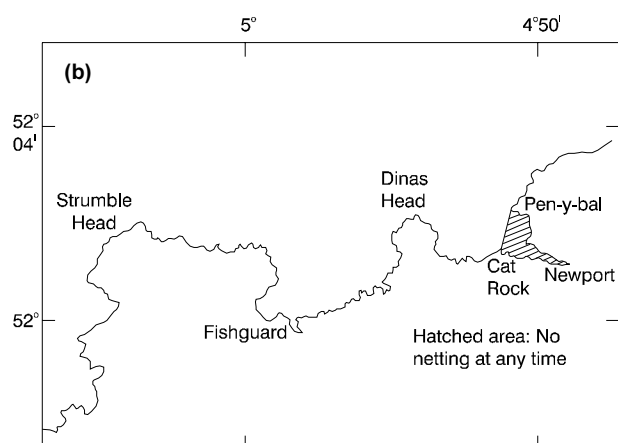 5°
4°50'
(b)
52°
04'
Dinas
Head
Strumble
Head
Pen-y-bal
Cat
Rock
Newport
52°
Fishguard
Hatched area: No
netting at any time